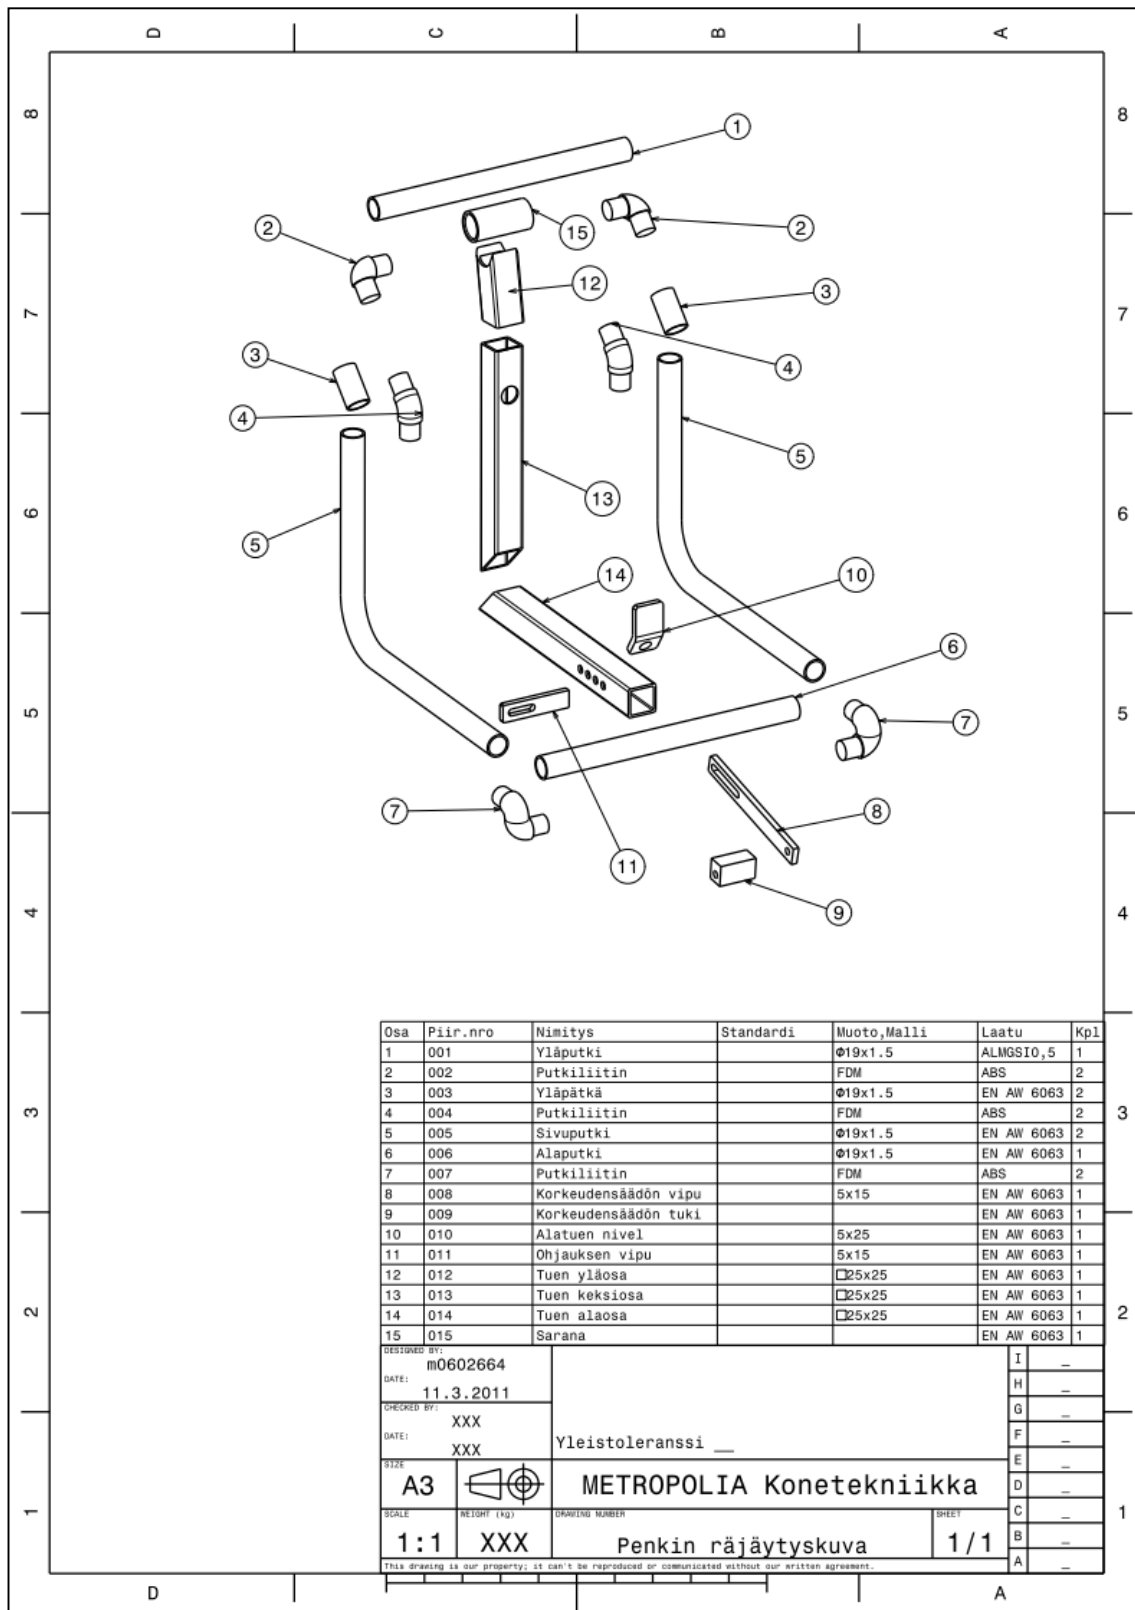 D C B A
8 8
1
2
15
2
12
3
7 7
3
4
4
5
13
6 6
5
14
10
6
5 5
7
7
8
11
9
4 4
Osa Piir.nro Nimitys Standardi Muoto,Malli Laatu Kpl
1 001 Yläputki Φ19x1.5 ALMGSI0,5 1
2 002 Putkiliitin FDM ABS 2
3 003 Yläpätkä Φ19x1.5 EN AW 6063 2
3 3
4 004 Putkiliitin FDM ABS 2
5 005 Sivuputki Φ19x1.5 EN AW 6063 2
6 006 Alaputki Φ19x1.5 EN AW 6063 1
7 007 Putkiliitin FDM ABS 2
8 008 Korkeudensäädön vipu 5x15 EN AW 6063 1
9 009 Korkeudensäädön tuki EN AW 6063 1
10 010 Alatuen nivel 5x25 EN AW 6063 1
11 011 Ohjauksen vipu 5x15 EN AW 6063 1
12 012 Tuen yläosa □25x25 EN AW 6063 1
13 013 Tuen keksiosa □25x25 EN AW 6063 1
2 2
14 014 Tuen alaosa □25x25 EN AW 6063 1
15 015 Sarana EN AW 6063 1
DESIGNED BY:
m0602664
DATE:
11.3.2011
CHECKED BY:
XXX
DATE:
XXX
Yleistoleranssi __
I _
H _
G _
F _
E _
D _
C _
B _
A _
SIZE
A3
METROPOLIA Konetekniikka
1 1
SCALE
1:1
WEIGHT (kg)
XXX
DRAWING NUMBER
Penkin räjäytyskuva
SHEET
1/1
This drawing is our property; it can't be reproduced or communicated without our written agreement.
D A